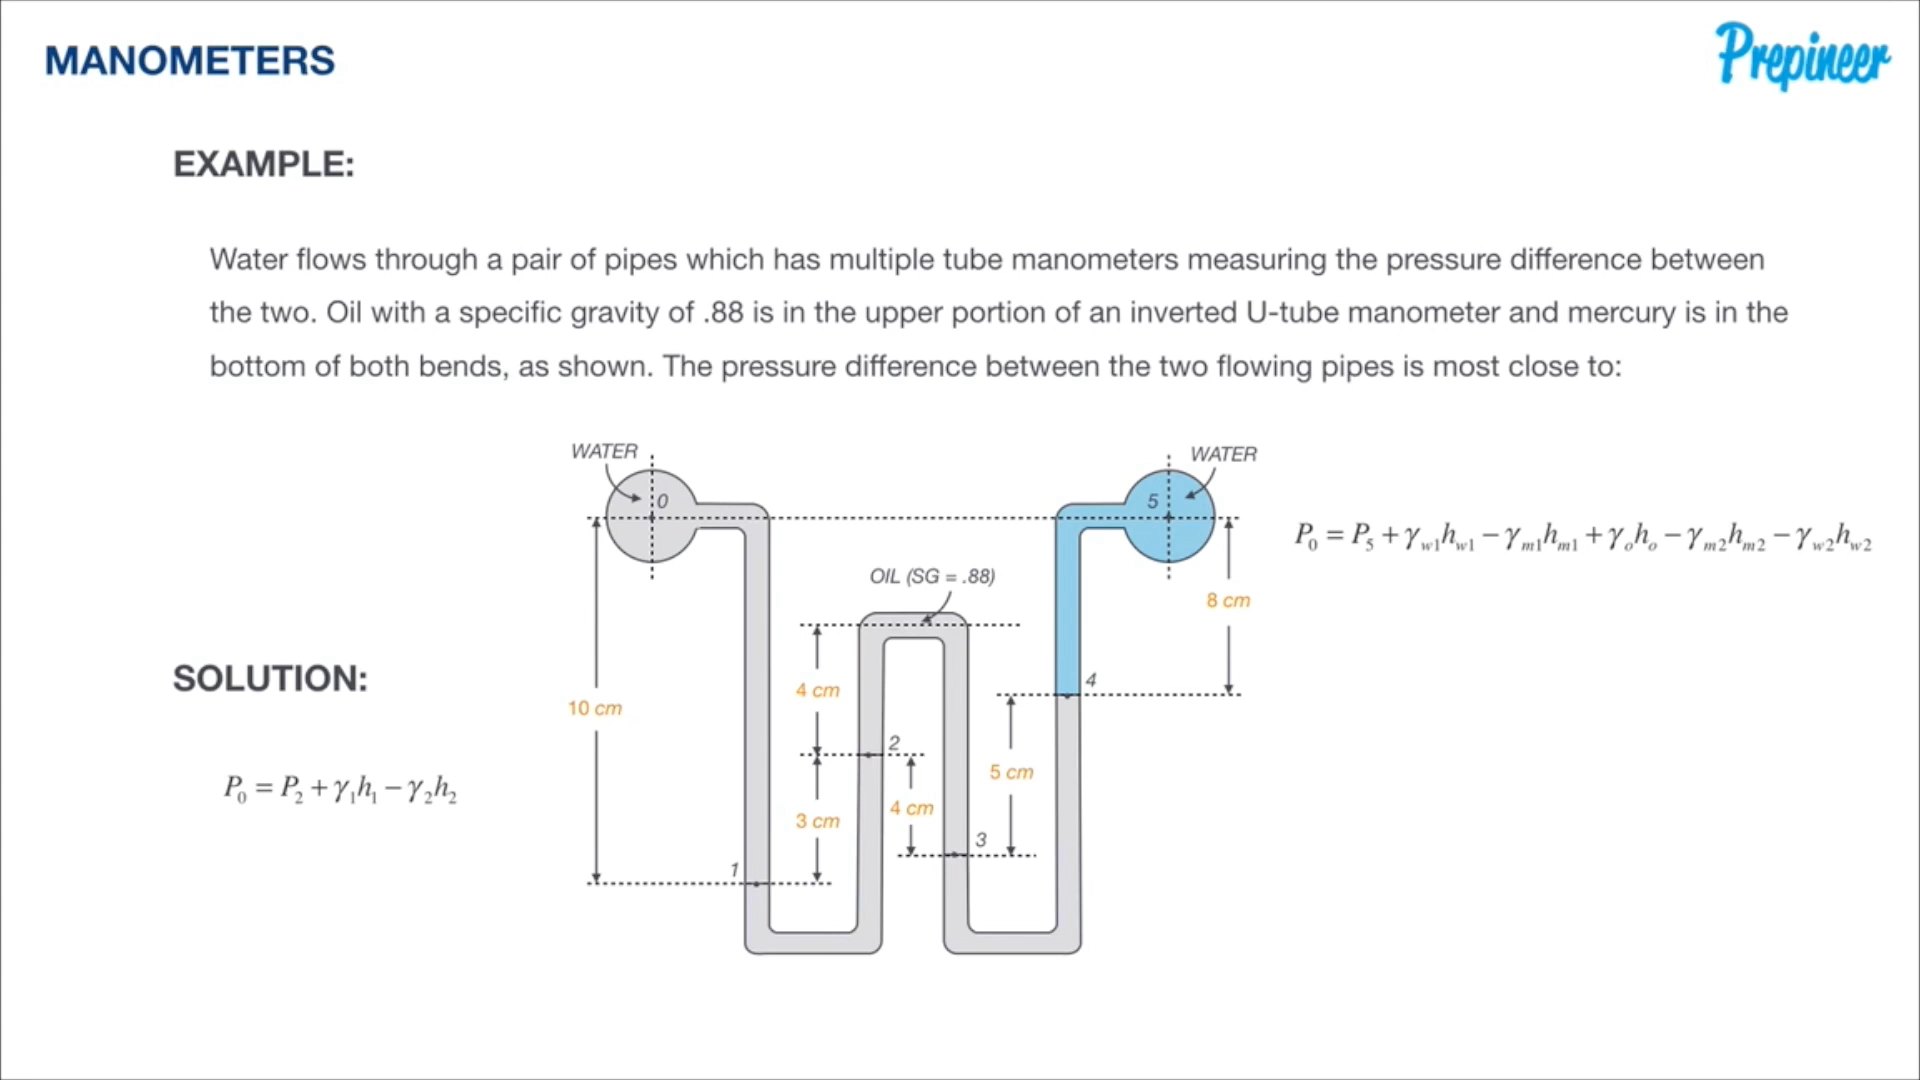 MANOMETERS
Prepineer
EXAMPLE:
Water flows through a pair of pipes which has multiple tube manometers measuring the pressure difference between
the two. Oil with a specific gravity of .88 is in the upper portion of an inverted U-tube manometer and mercury is in the
bottom of both bends, as shown. The pressure difference between the two flowing pipes is most close to:
WATER
WATER
0
5
P₀ = P₅ + γw1hw1 − γm1hm1 + γoho − γm2hm2 − γw2hw2
OIL (SG = .88)
8 cm
SOLUTION:
4 cm
4
10 cm
2
5 cm
P₀ = P₂ + γ₁h₁ − γ₂h₂
4 cm
3 cm
3
1